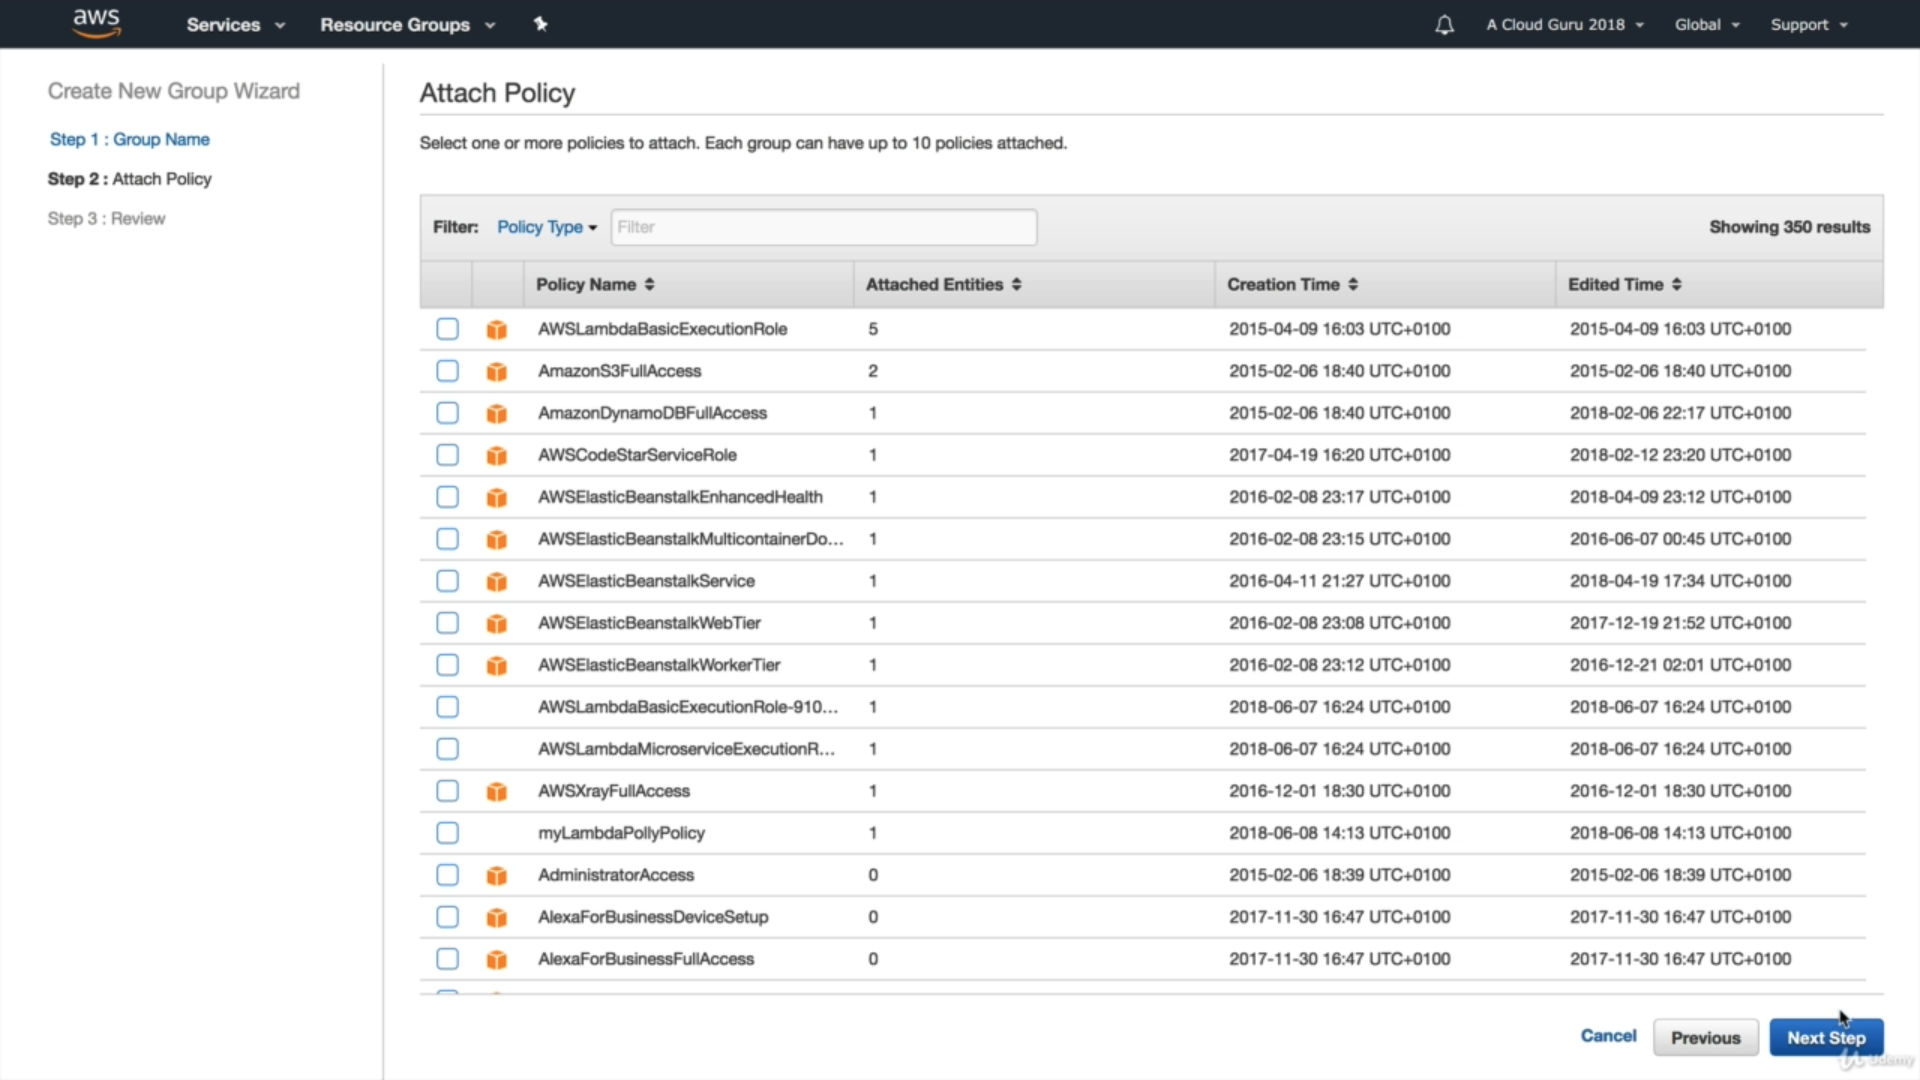 aws Services Resource Groups A Cloud Guru 2018 Global Support
Create New Group Wizard
Step 1 : Group Name
Step 2 : Attach Policy
Step 3 : Review
Attach Policy
Select one or more policies to attach. Each group can have up to 10 policies attached.
Filter: Policy Type Filter Showing 350 results
Policy Name Attached Entities Creation Time Edited Time
AWSLambdaBasicExecutionRole 5 2015-04-09 16:03 UTC+0100 2015-04-09 16:03 UTC+0100
AmazonS3FullAccess 2 2015-02-06 18:40 UTC+0100 2015-02-06 18:40 UTC+0100
AmazonDynamoDBFullAccess 1 2015-02-06 18:40 UTC+0100 2018-02-06 22:17 UTC+0100
AWSCodeStarServiceRole 1 2017-04-19 16:20 UTC+0100 2018-02-12 23:20 UTC+0100
AWSElasticBeanstalkEnhancedHealth 1 2016-02-08 23:17 UTC+0100 2018-04-09 23:12 UTC+0100
AWSElasticBeanstalkMulticontainerDo... 1 2016-02-08 23:15 UTC+0100 2016-06-07 00:45 UTC+0100
AWSElasticBeanstalkService 1 2016-04-11 21:27 UTC+0100 2018-04-19 17:34 UTC+0100
AWSElasticBeanstalkWebTier 1 2016-02-08 23:08 UTC+0100 2017-12-19 21:52 UTC+0100
AWSElasticBeanstalkWorkerTier 1 2016-02-08 23:12 UTC+0100 2016-12-21 02:01 UTC+0100
AWSLambdaBasicExecutionRole-910... 1 2018-06-07 16:24 UTC+0100 2018-06-07 16:24 UTC+0100
AWSLambdaMicroserviceExecutionR... 1 2018-06-07 16:24 UTC+0100 2018-06-07 16:24 UTC+0100
AWSXrayFullAccess 1 2016-12-01 18:30 UTC+0100 2016-12-01 18:30 UTC+0100
myLambdaPollyPolicy 1 2018-06-08 14:13 UTC+0100 2018-06-08 14:13 UTC+0100
AdministratorAccess 0 2015-02-06 18:39 UTC+0100 2015-02-06 18:39 UTC+0100
AlexaForBusinessDeviceSetup 0 2017-11-30 16:47 UTC+0100 2017-11-30 16:47 UTC+0100
AlexaForBusinessFullAccess 0 2017-11-30 16:47 UTC+0100 2017-11-30 16:47 UTC+0100
Cancel Previous Next Step
Udemy